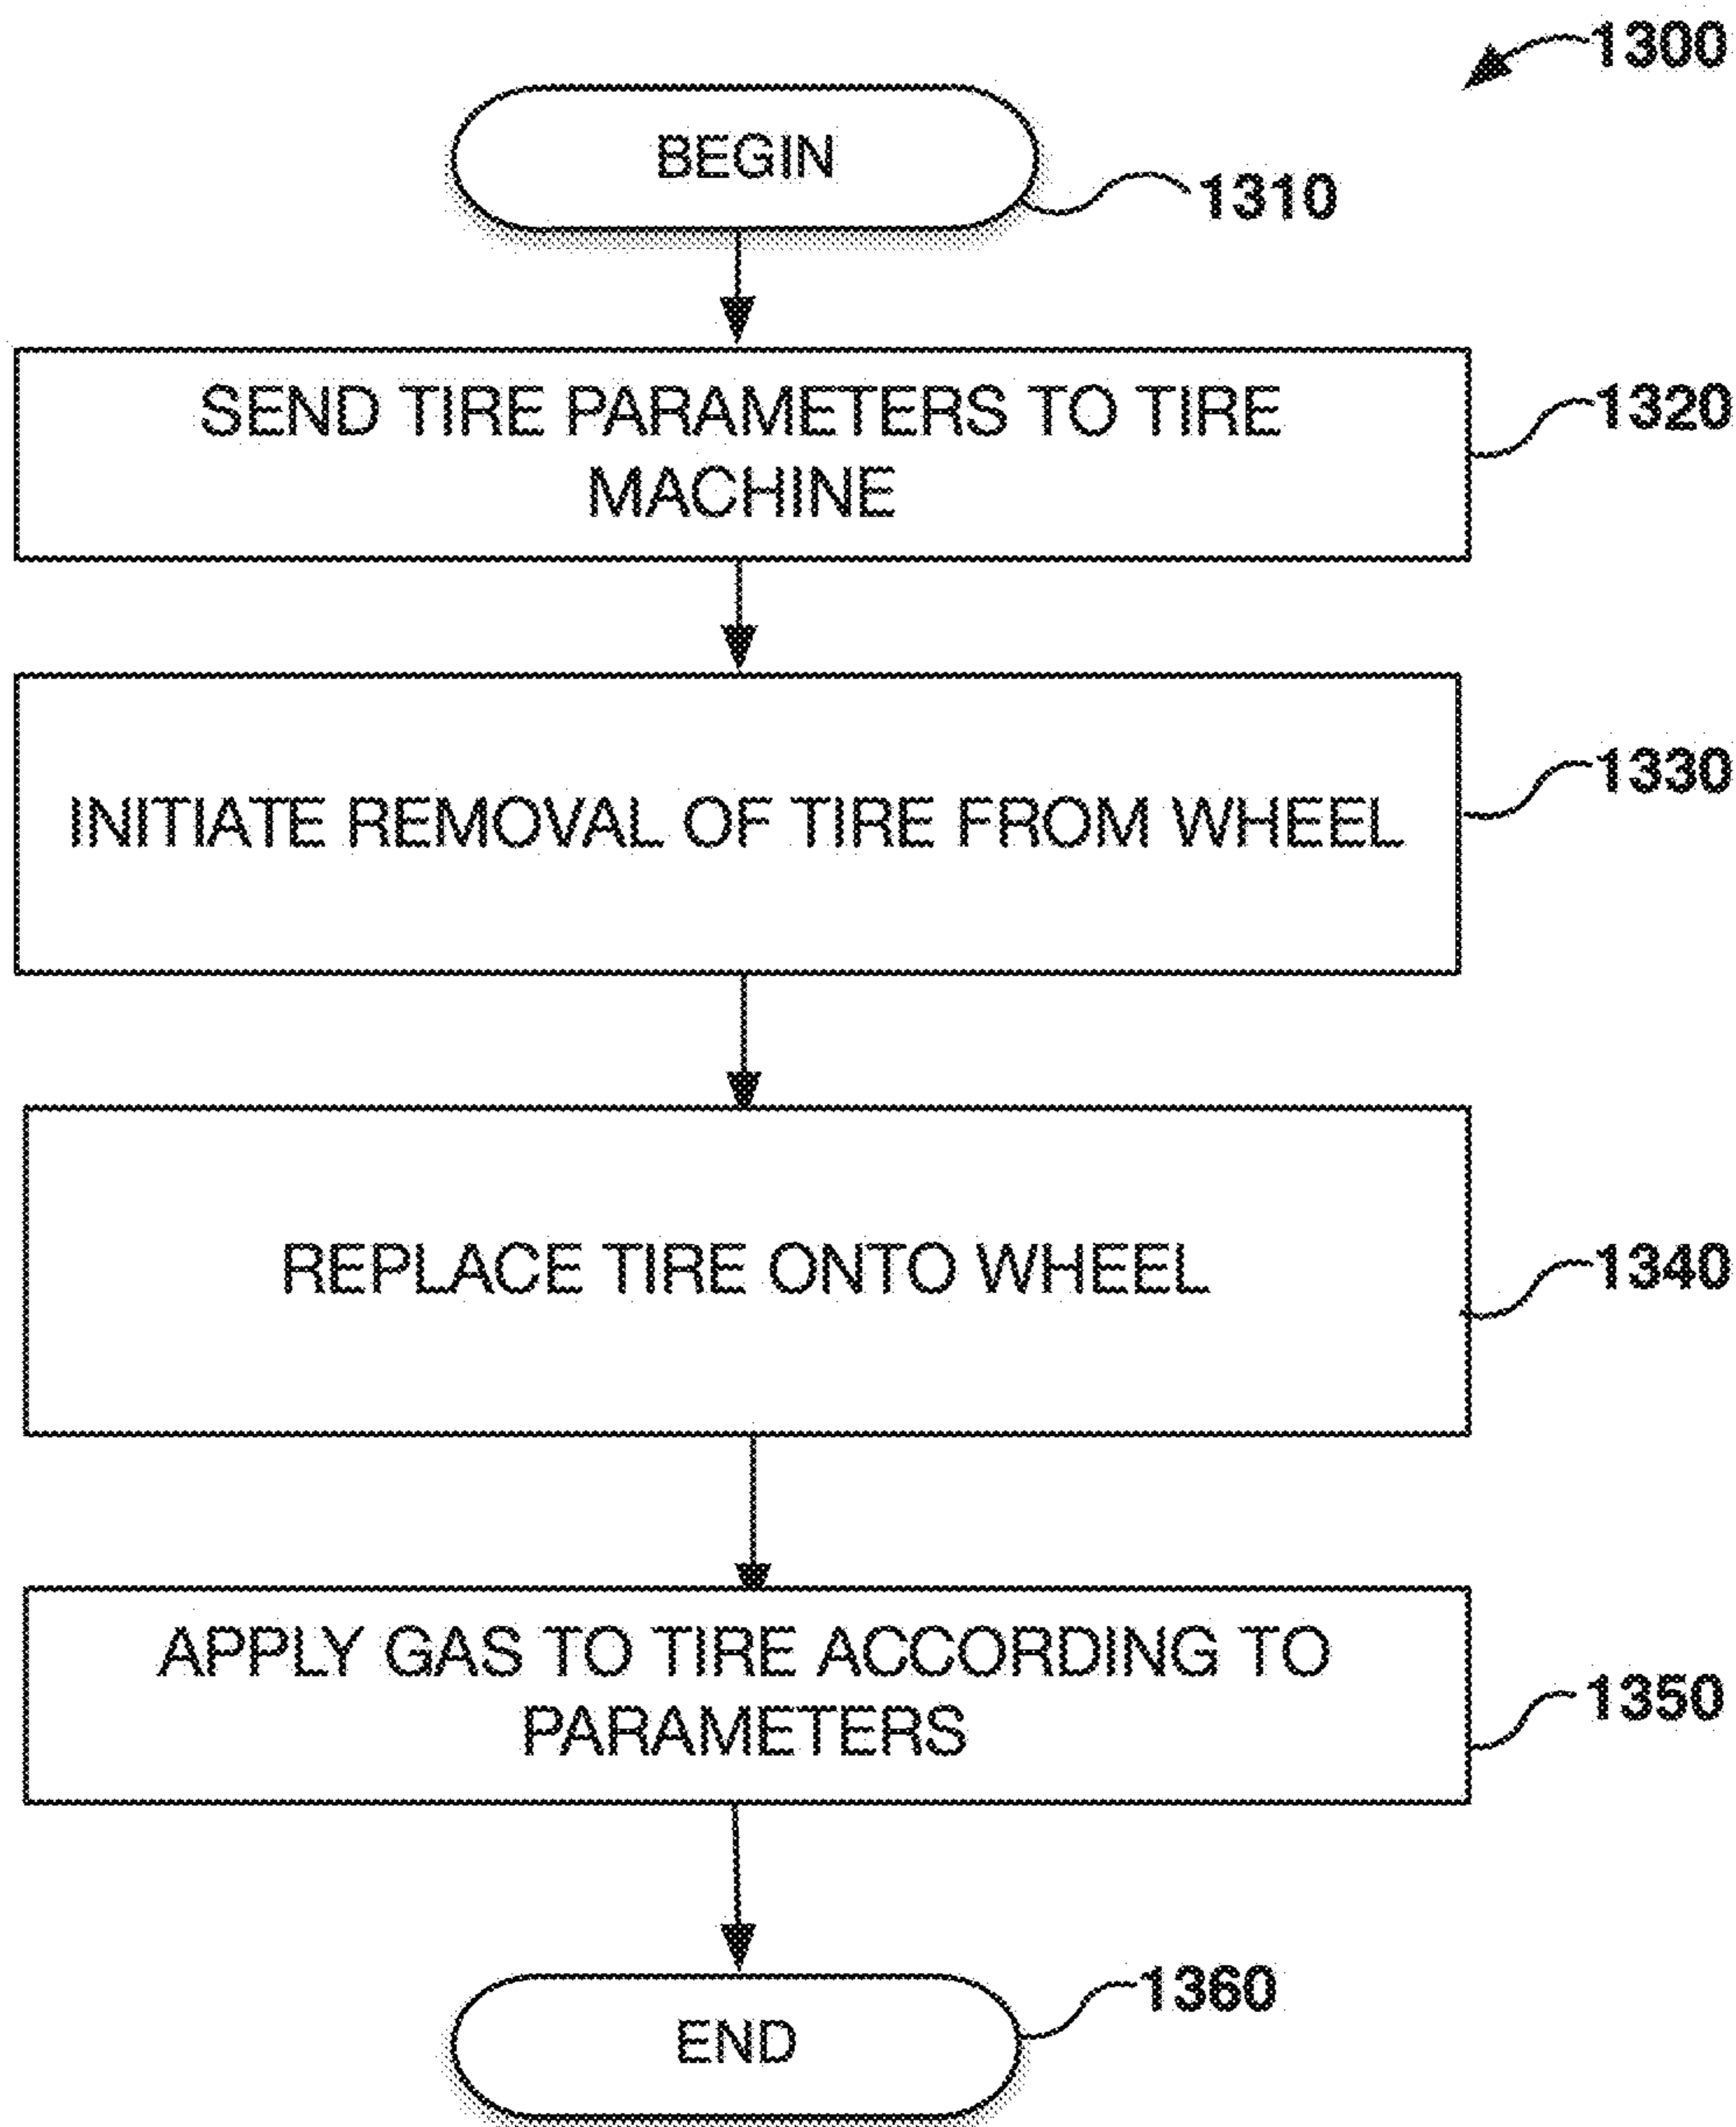 1300
BEGIN
1310
SEND TIRE PARAMETERS TO TIRE
MACHINE
1320
INITIATE REMOVAL OF TIRE FROM WHEEL
1330
REPLACE TIRE ONTO WHEEL
1340
APPLY GAS TO TIRE ACCORDING TO
PARAMETERS
1350
END
1360